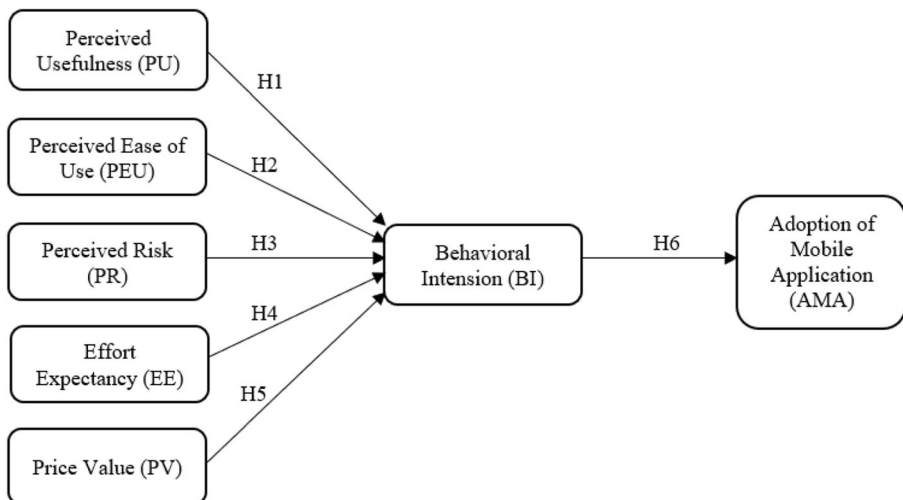 Perceived
Usefulness (PU)
H1
Perceived Ease of
Use (PEU)
H2
Perceived Risk
(PR)
H3
Effort
Expectancy (EE)
H4
Price Value (PV)
H5
Behavioral
Intension (BI)
H6
Adoption of
Mobile
Application
(AMA)